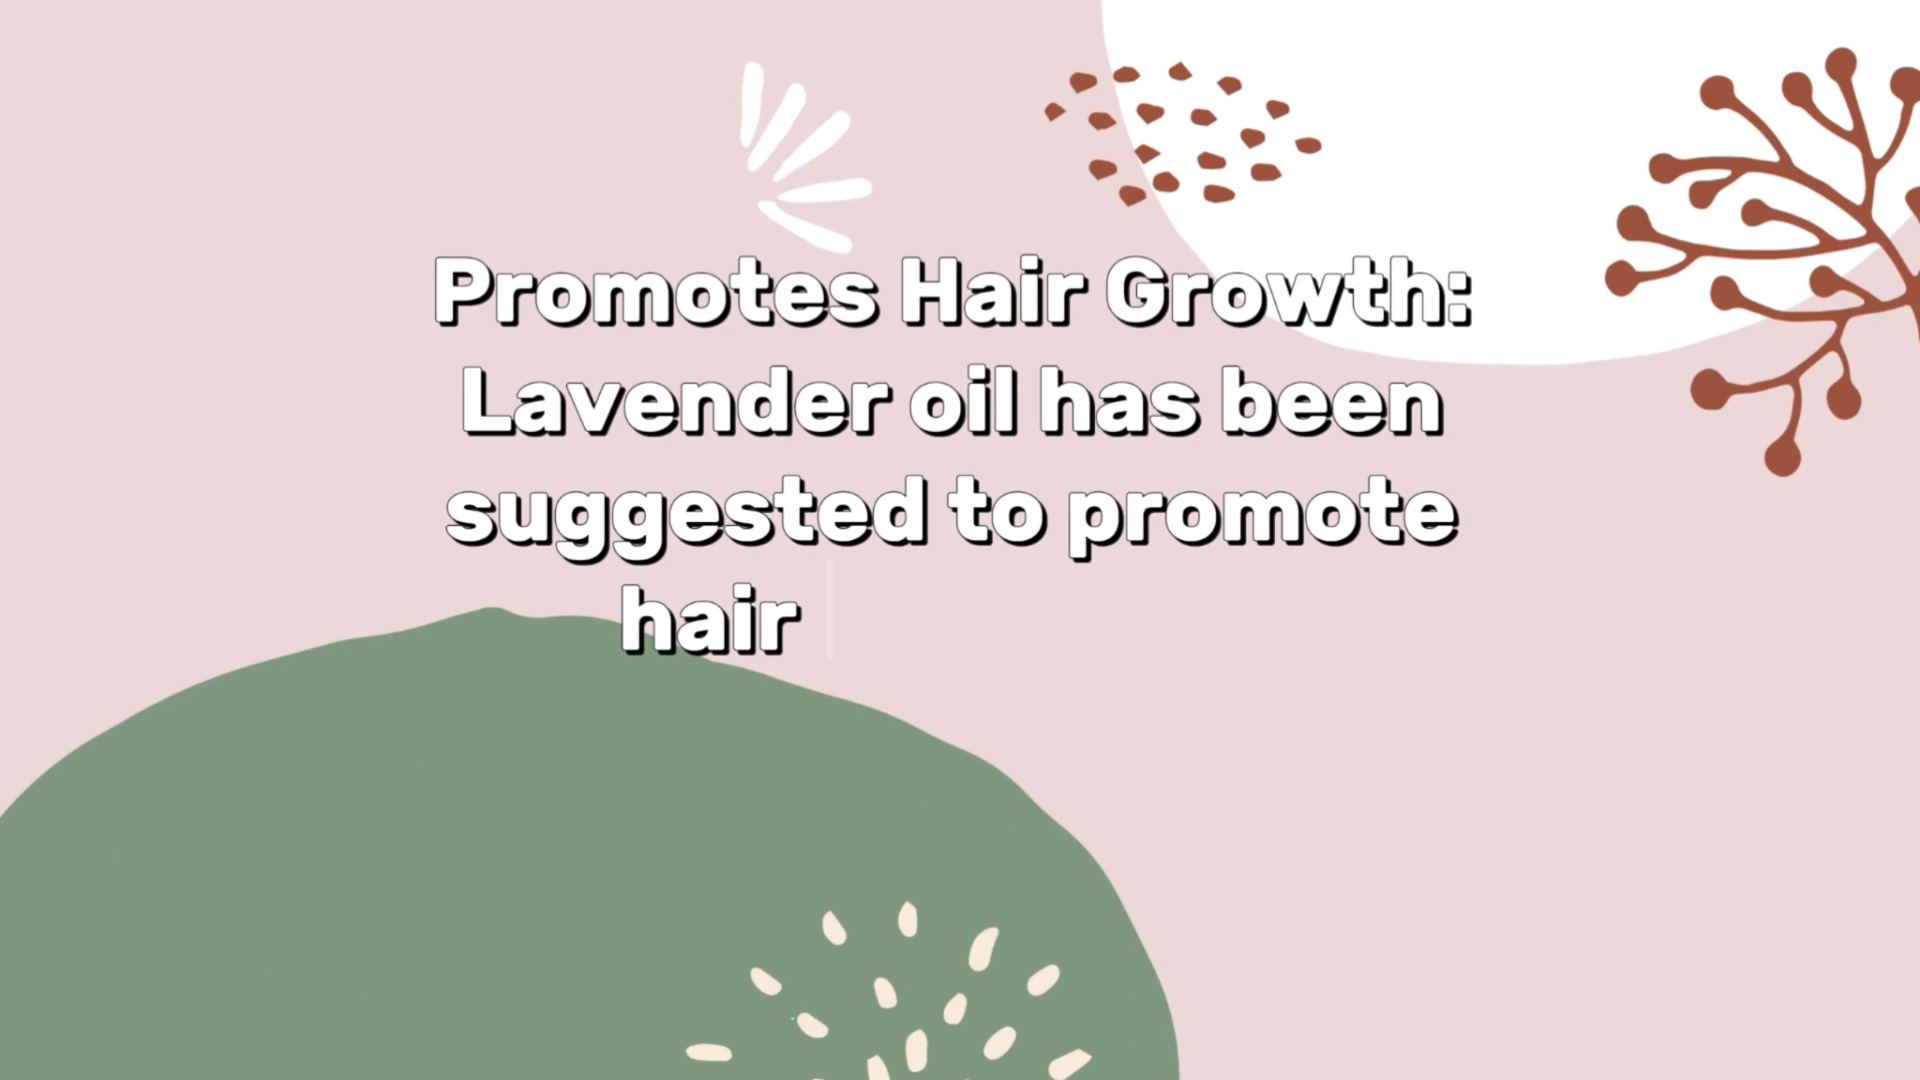 Promotes Hair Growth:
Lavender oil has been
suggested to promote
hair